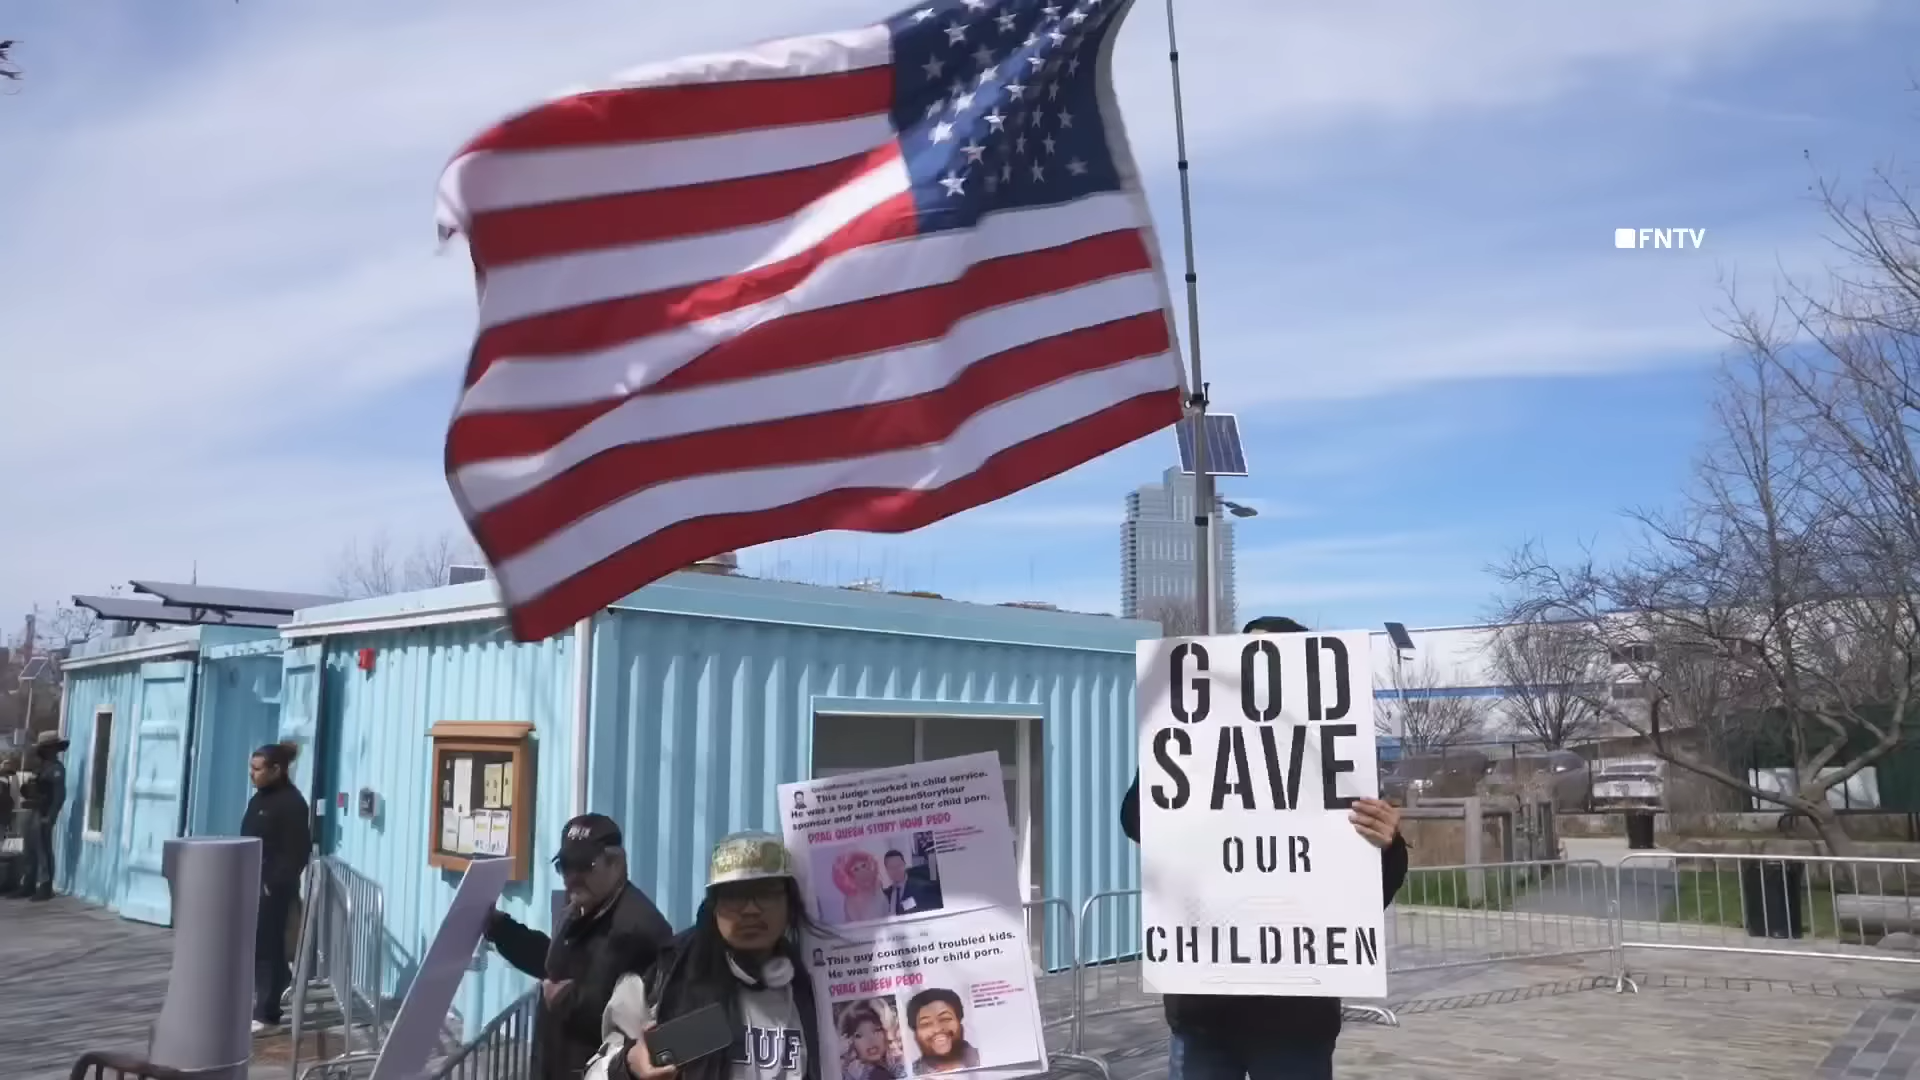 FNTV
GOD
SAVE
OUR
CHILDREN
This Judge worked in child service.
He was a top #DragQueenStoryHour
sponsor and was arrested for child porn.
DRAG QUEEN STORY HOUR PEDO
This guy counseled troubled kids.
He was arrested for child porn.
DRAG QUEEN PEDO
HUF